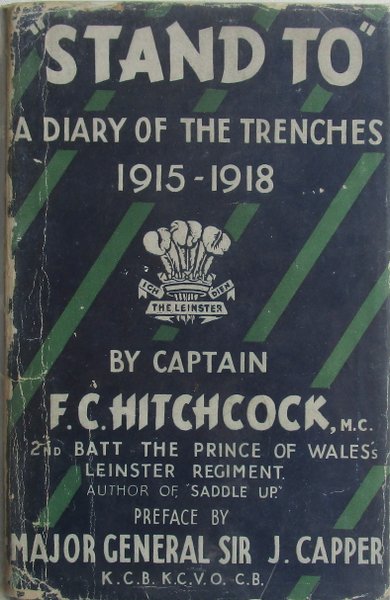 "STAND TO"
A DIARY OF THE TRENCHES
1915-1918
ICH DIEN
THE LEINSTER
BY CAPTAIN
F.C. HITCHCOCK, M.C.
2ND BATT THE PRINCE OF WALES'S
LEINSTER REGIMENT.
AUTHOR OF "SADDLE UP"
PREFACE BY
MAJOR GENERAL SIR J. CAPPER
K.C.B. K.C.V.O. C.B.